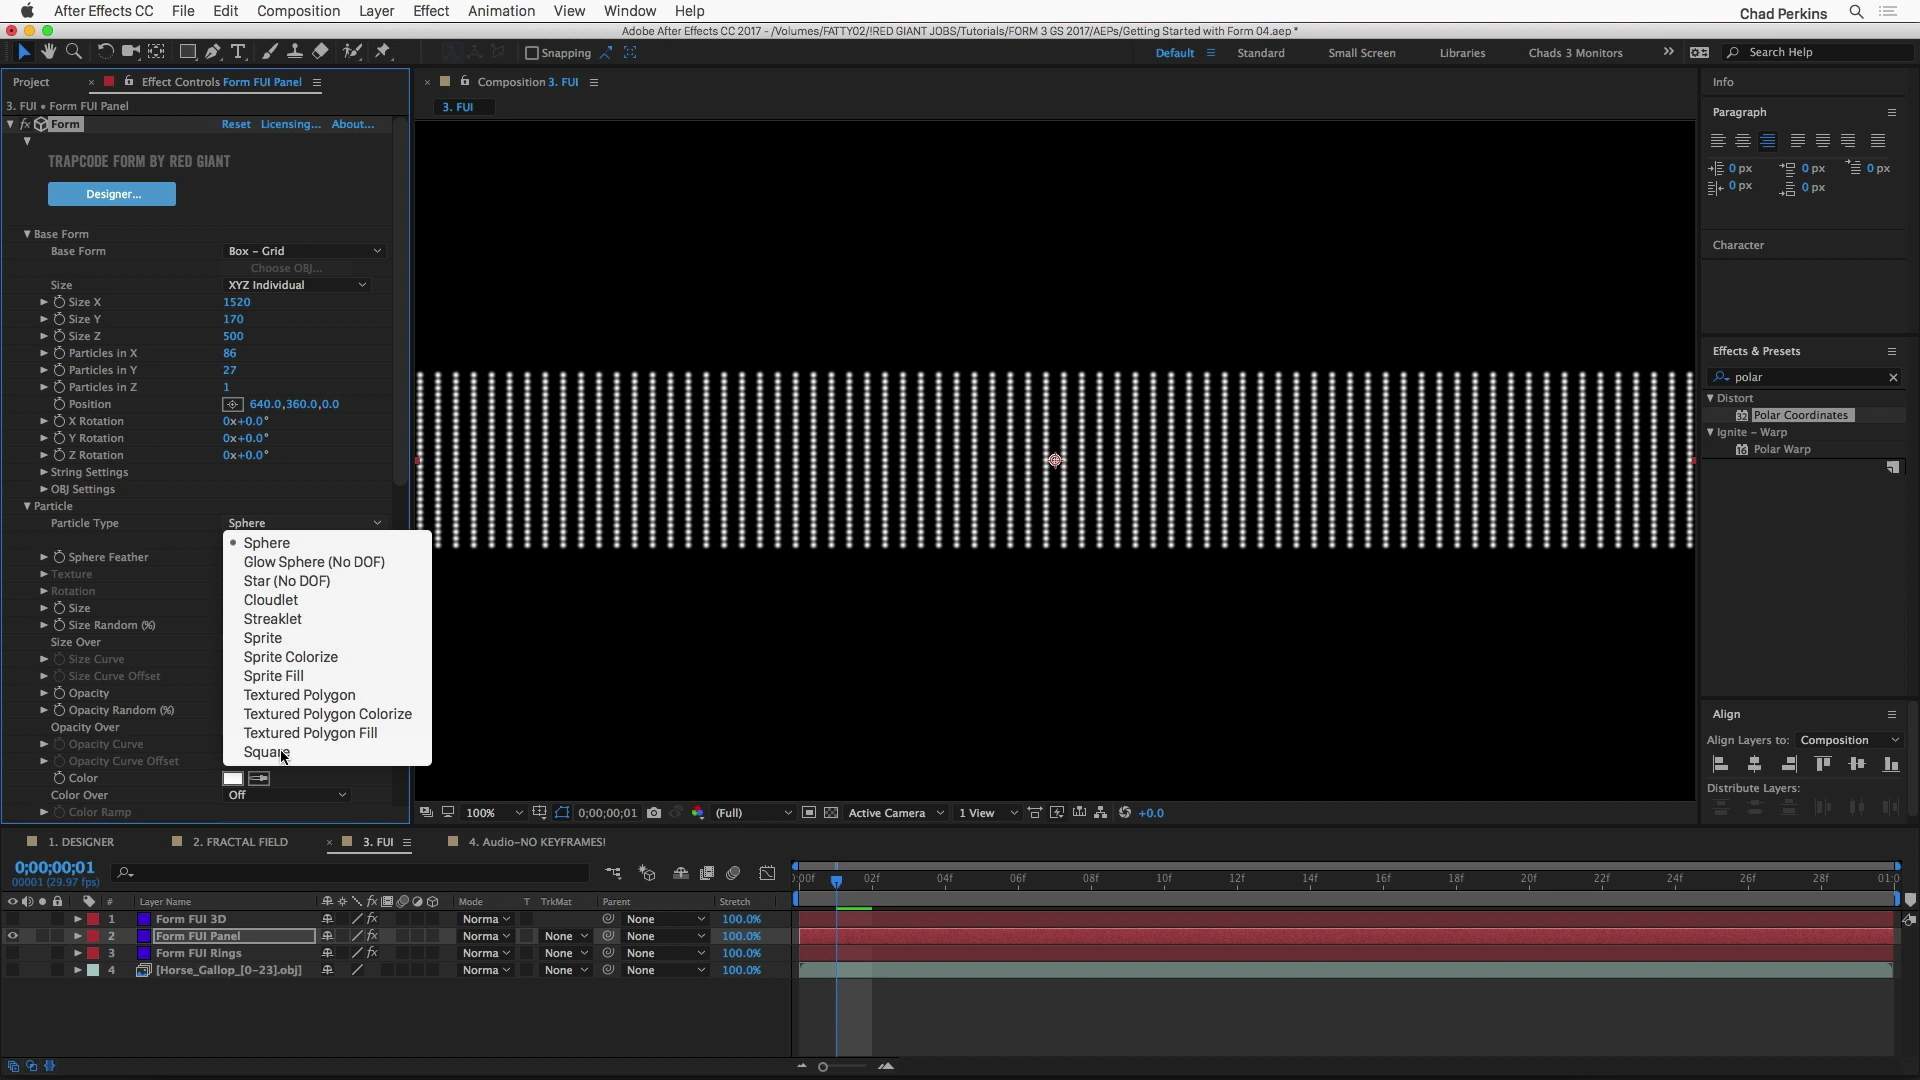 After Effects CC File Edit Composition Layer Effect Animation View Window Help Chad Perkins
Adobe After Effects CC 2017 - /Volumes/FATTY02/!RED GIANT JOBS/Tutorials/FORM 3 GS 2017/AEPs/Getting Started with Form 04.aep *
Snapping Default Standard Small Screen Libraries Chads 3 Monitors Search Help
Project Effect Controls Form FUI Panel
3. FUI • Form FUI Panel
fx Form Reset Licensing... About...
TRAPCODE FORM BY RED GIANT
Designer...
Base Form
Base Form Box - Grid
Choose OBJ...
Size XYZ Individual
Size X 1520
Size Y 170
Size Z 500
Particles in X 86
Particles in Y 27
Particles in Z 1
Position 640.0,360.0,0.0
X Rotation 0x+0.0°
Y Rotation 0x+0.0°
Z Rotation 0x+0.0°
String Settings
OBJ Settings
Particle
Particle Type Sphere
Sphere Feather
Texture
Rotation
Size
Size Random (%)
Size Over
Size Curve
Size Curve Offset
Opacity
Opacity Random (%)
Opacity Over
Opacity Curve
Opacity Curve Offset
Color
Color Over Off
Color Ramp
Sphere
Glow Sphere (No DOF)
Star (No DOF)
Cloudlet
Streaklet
Sprite
Sprite Colorize
Sprite Fill
Textured Polygon
Textured Polygon Colorize
Textured Polygon Fill
Square
Composition 3. FUI
3. FUI
100% 0;00;00;01 (Full) Active Camera 1 View +0.0
Info
Paragraph
0 px 0 px 0 px
0 px 0 px
Character
Effects & Presets
polar
Distort
32 Polar Coordinates
Ignite - Warp
16 Polar Warp
Align
Align Layers to: Composition
Distribute Layers:
1. DESIGNER 2. FRACTAL FIELD 3. FUI 4. Audio-NO KEYFRAMES!
0;00;00;01
00001 (29.97 fps)
:00f 02f 04f 06f 08f 10f 12f 14f 16f 18f 20f 22f 24f 26f 28f 01:0
# Layer Name fx Mode T TrkMat Parent Stretch
1 Form FUI 3D fx Norma None 100.0%
2 Form FUI Panel fx Norma None None 100.0%
3 Form FUI Rings fx Norma None None 100.0%
4 [Horse_Gallop_[0-23].obj] Norma None None 100.0%